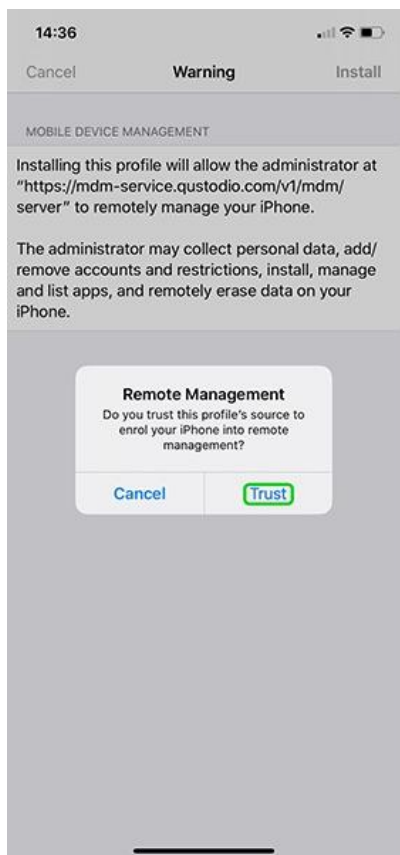 14:36
Cancel Warning Install
MOBILE DEVICE MANAGEMENT
Installing this profile will allow the administrator at
"https://mdm-service.qustodio.com/v1/mdm/
server" to remotely manage your iPhone.
The administrator may collect personal data, add/
remove accounts and restrictions, install, manage
and list apps, and remotely erase data on your
iPhone.
Remote Management
Do you trust this profile's source to
enrol your iPhone into remote
management?
Cancel Trust